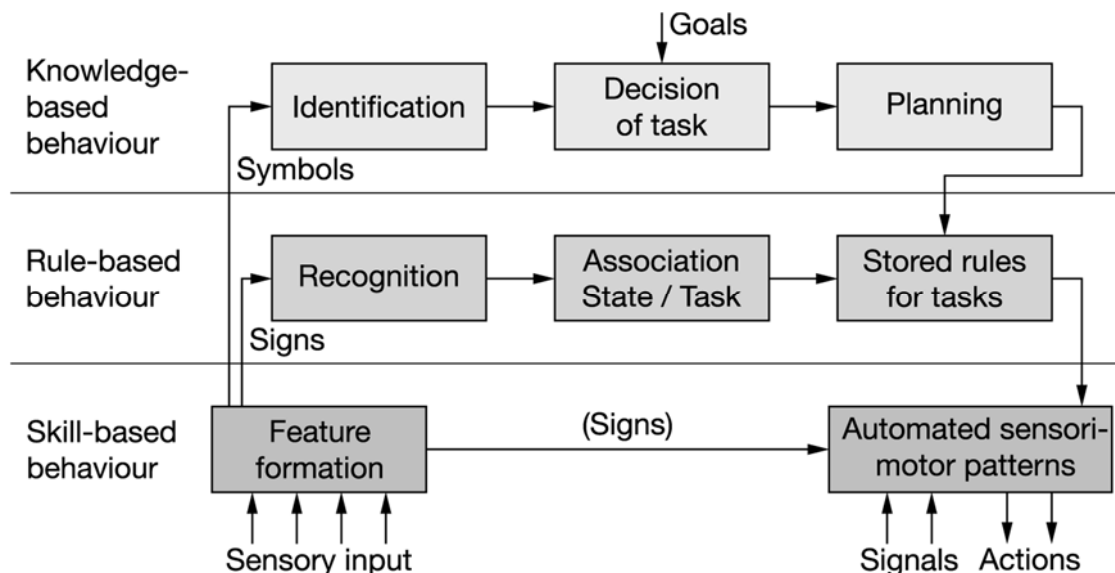 Goals
Knowledge-
based
behaviour
Identification
Decision
of task
Planning
Symbols
Rule-based
behaviour
Recognition
Association
State / Task
Stored rules
for tasks
Signs
Skill-based
behaviour
Feature
formation
(Signs)
Automated sensori-
motor patterns
Sensory input
Signals
Actions